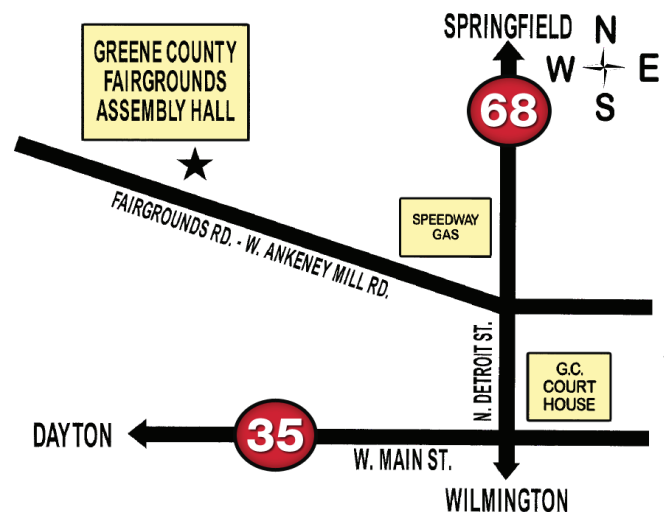 SPRINGFIELD
N
W
E
S
GREENE COUNTY
FAIRGROUNDS
ASSEMBLY HALL
68
SPEEDWAY
GAS
FAIRGROUNDS RD. - W. ANKENEY MILL RD.
N. DETROIT ST.
G.C.
COURT
HOUSE
DAYTON
35
W. MAIN ST.
WILMINGTON